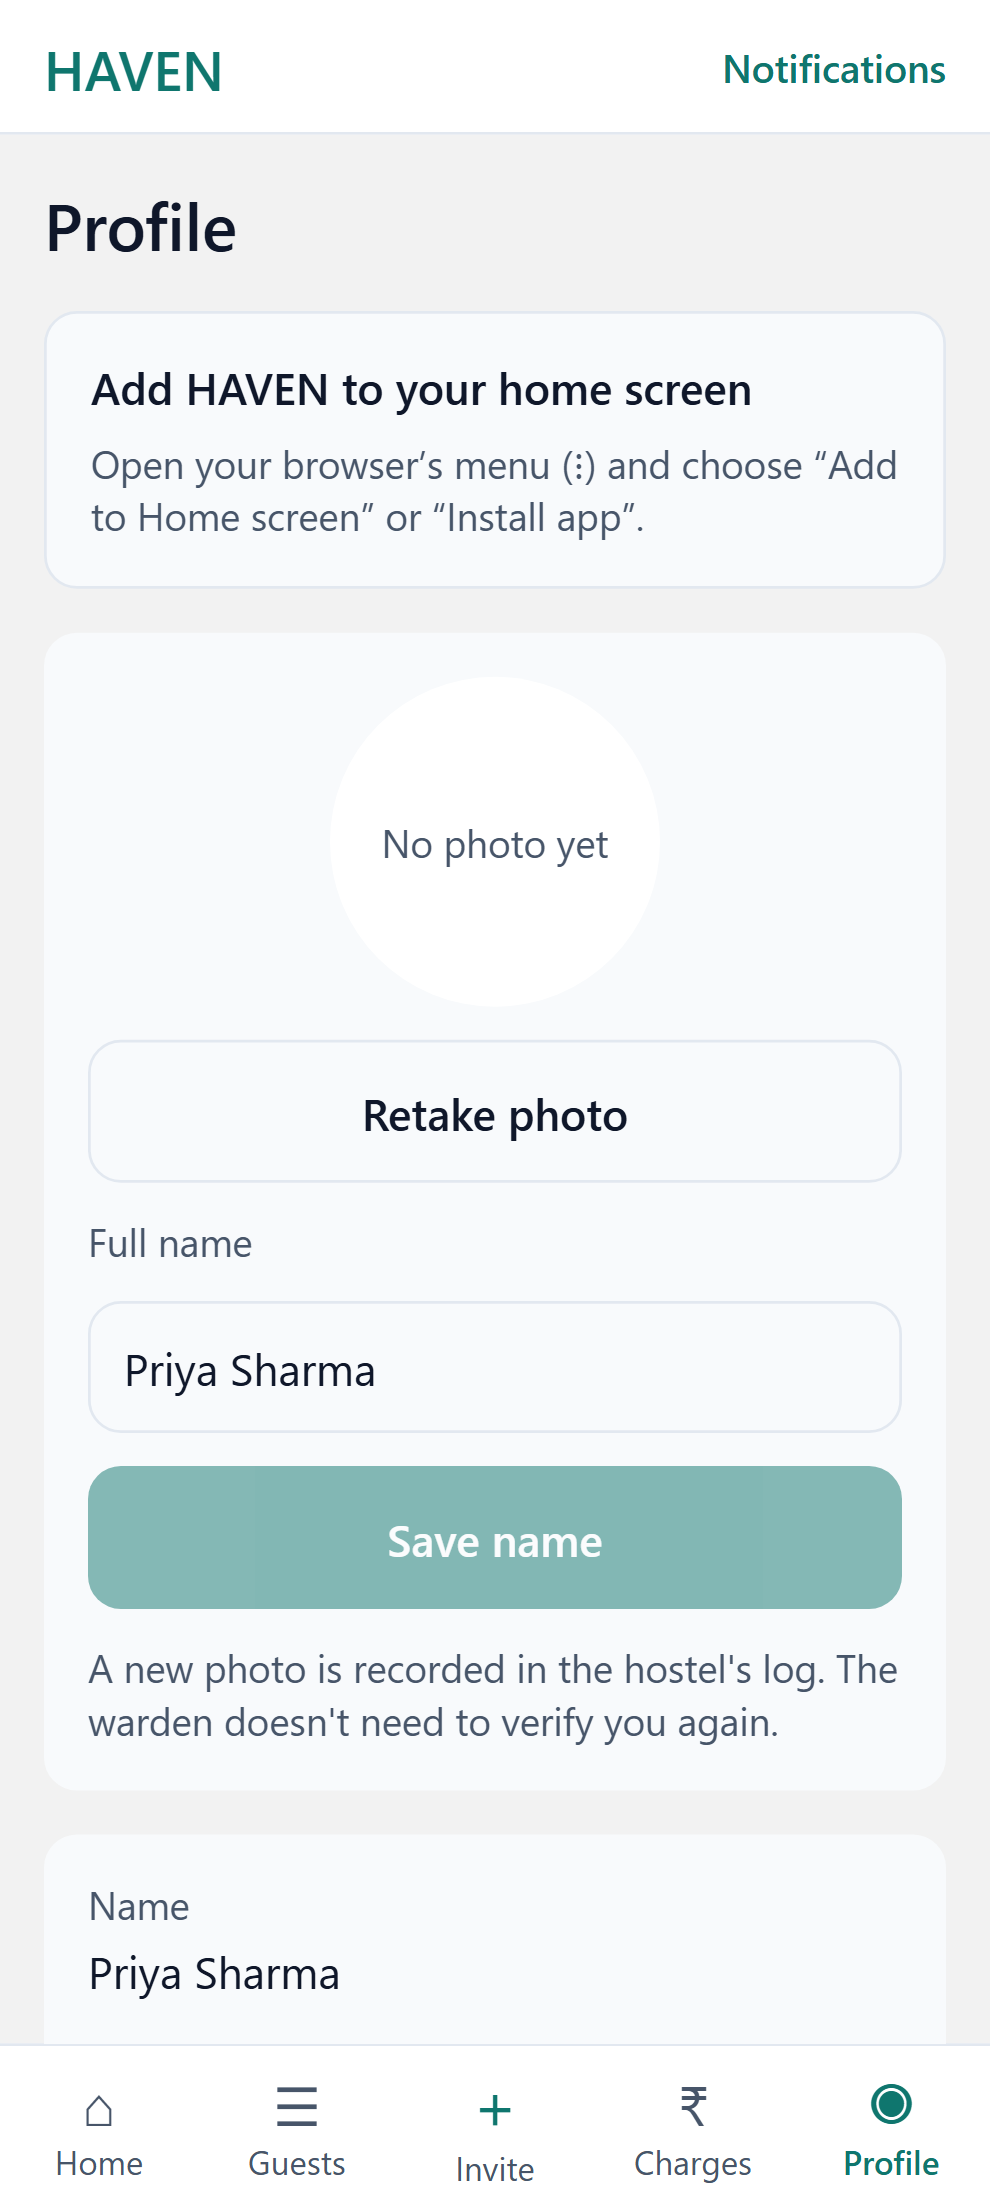 HAVEN
Notifications
Profile
Add HAVEN to your home screen
Open your browser’s menu (⋮) and choose “Add
to Home screen” or “Install app”.
No photo yet
Retake photo
Full name
Priya Sharma
Save name
A new photo is recorded in the hostel's log. The
warden doesn't need to verify you again.
Name
Priya Sharma
Home
Guests
Invite
₹
Charges
Profile